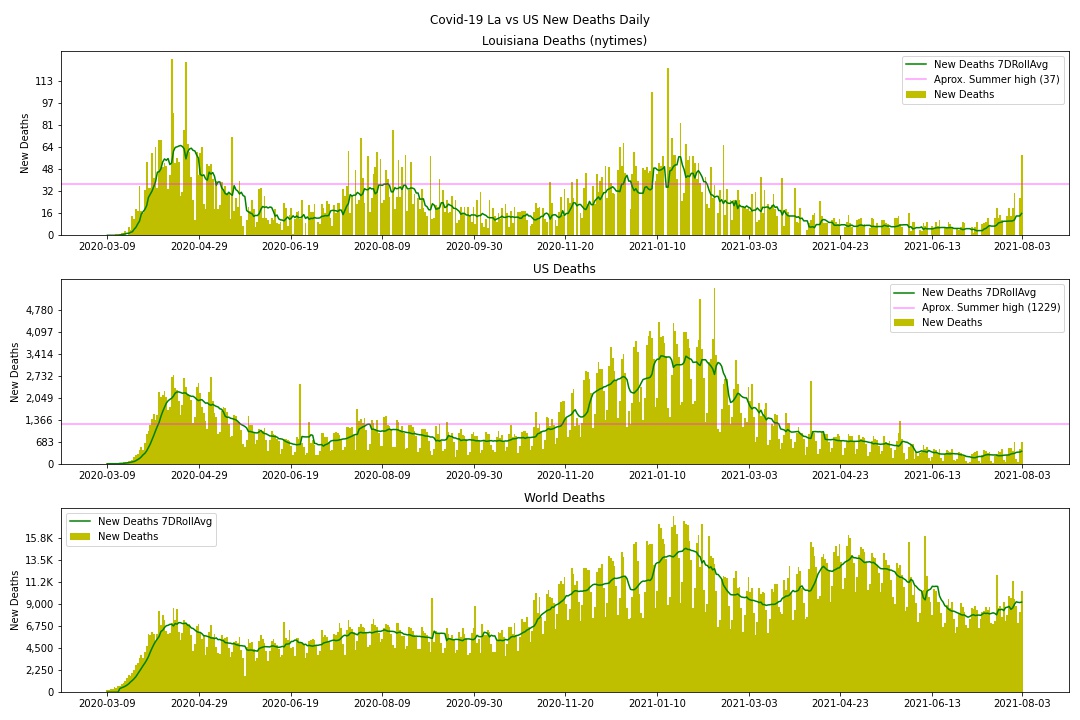 Covid-19 La vs US New Deaths Daily
Louisiana Deaths (nytimes)
New Deaths 7DRollAvg
Aprox. Summer high (37)
New Deaths
New Deaths
113
97
81
64
48
32
16
0
2020-03-09 2020-04-29 2020-06-19 2020-08-09 2020-09-30 2020-11-20 2021-01-10 2021-03-03 2021-04-23 2021-06-13 2021-08-03
US Deaths
New Deaths 7DRollAvg
Aprox. Summer high (1229)
New Deaths
New Deaths
4,780
4,097
3,414
2,732
2,049
1,366
683
0
2020-03-09 2020-04-29 2020-06-19 2020-08-09 2020-09-30 2020-11-20 2021-01-10 2021-03-03 2021-04-23 2021-06-13 2021-08-03
World Deaths
New Deaths 7DRollAvg
New Deaths
New Deaths
15.8K
13.5K
11.2K
9,000
6,750
4,500
2,250
0
2020-03-09 2020-04-29 2020-06-19 2020-08-09 2020-09-30 2020-11-20 2021-01-10 2021-03-03 2021-04-23 2021-06-13 2021-08-03